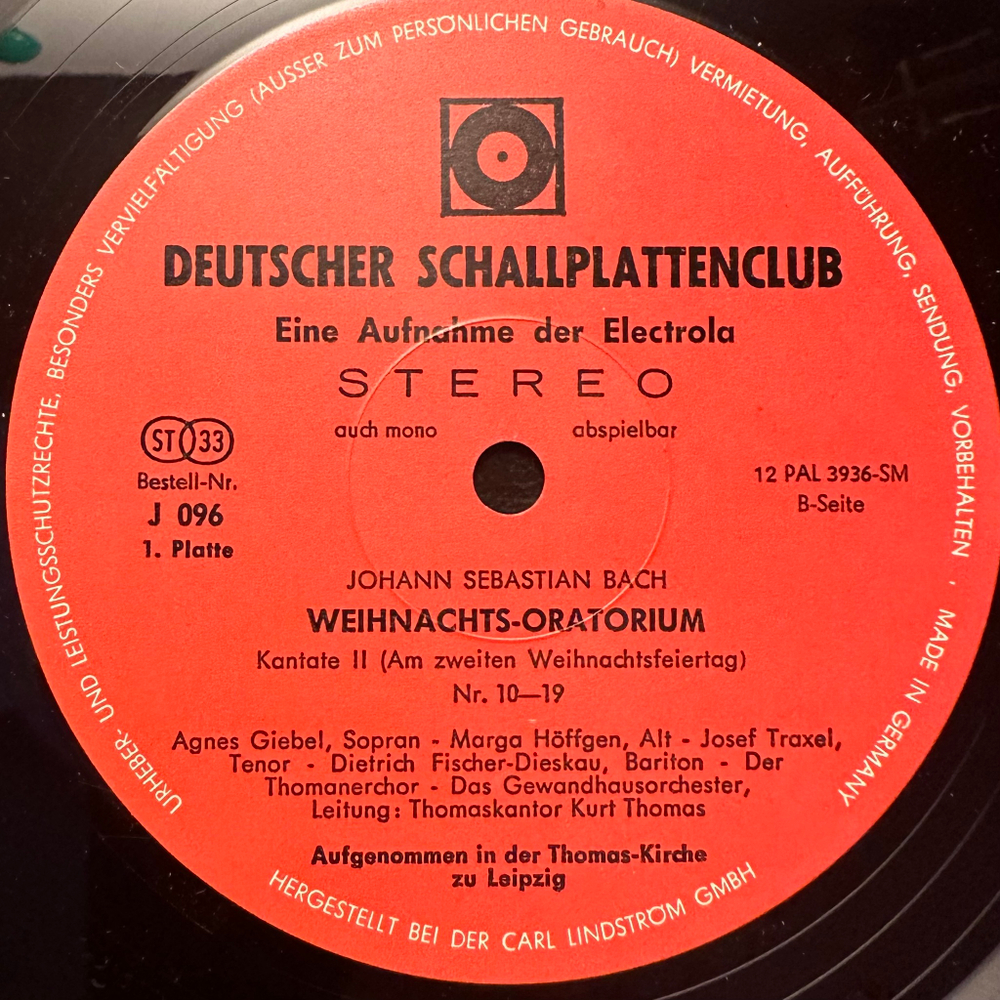 URHEBER- UND LEISTUNGSSCHUTZRECHTE, BESONDERS VERVIELFÄLTIGUNG (AUSSER ZUM PERSÖNLICHEN GEBRAUCH) VERMIETUNG, AUFFÜHRUNG, SENDUNG, VORBEHALTEN , MADE IN GERMANY
DEUTSCHER SCHALLPLATTENCLUB
Eine Aufnahme der Electrola
STEREO
auch mono abspielbar
ST 33
Bestell-Nr.
J 096
1. Platte
12 PAL 3936-SM
B-Seite
JOHANN SEBASTIAN BACH
WEIHNACHTS-ORATORIUM
Kantate II (Am zweiten Weihnachtsfeiertag)
Nr. 10—19
Agnes Giebel, Sopran - Marga Höffgen, Alt - Josef Traxel,
Tenor - Dietrich Fischer-Dieskau, Bariton - Der
Thomanerchor - Das Gewandhausorchester,
Leitung: Thomaskantor Kurt Thomas
Aufgenommen in der Thomas-Kirche
zu Leipzig
HERGESTELLT BEI DER CARL LINDSTRÖM GMBH